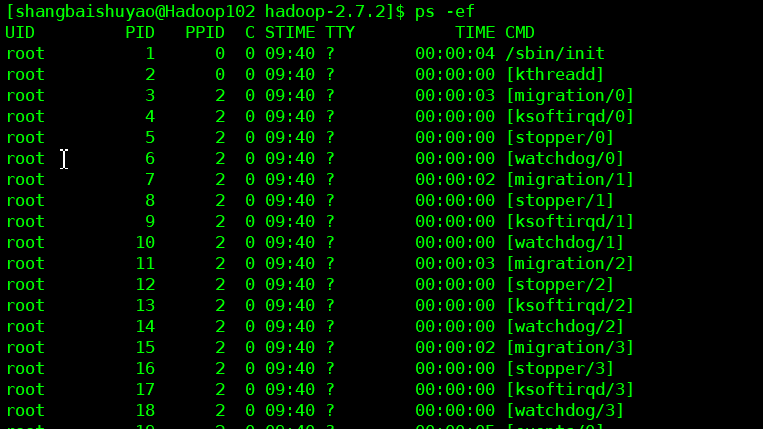 [shangbaishuyao@Hadoop102 hadoop-2.7.2]$ ps -ef
UID         PID   PPID  C STIME TTY          TIME CMD
root          1      0  0 09:40 ?        00:00:04 /sbin/init
root          2      0  0 09:40 ?        00:00:00 [kthreadd]
root          3      2  0 09:40 ?        00:00:03 [migration/0]
root          4      2  0 09:40 ?        00:00:00 [ksoftirqd/0]
root          5      2  0 09:40 ?        00:00:00 [stopper/0]
root          6      2  0 09:40 ?        00:00:00 [watchdog/0]
root          7      2  0 09:40 ?        00:00:02 [migration/1]
root          8      2  0 09:40 ?        00:00:00 [stopper/1]
root          9      2  0 09:40 ?        00:00:00 [ksoftirqd/1]
root         10      2  0 09:40 ?        00:00:00 [watchdog/1]
root         11      2  0 09:40 ?        00:00:03 [migration/2]
root         12      2  0 09:40 ?        00:00:00 [stopper/2]
root         13      2  0 09:40 ?        00:00:00 [ksoftirqd/2]
root         14      2  0 09:40 ?        00:00:00 [watchdog/2]
root         15      2  0 09:40 ?        00:00:02 [migration/3]
root         16      2  0 09:40 ?        00:00:00 [stopper/3]
root         17      2  0 09:40 ?        00:00:00 [ksoftirqd/3]
root         18      2  0 09:40 ?        00:00:00 [watchdog/3]